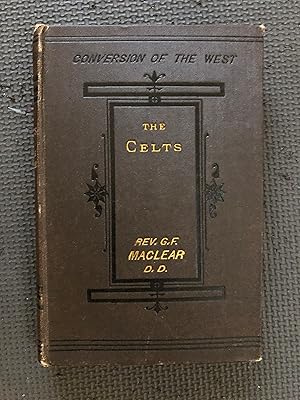 CONVERSION OF THE WEST
THE
CELTS
REV. G.F.
MACLEAR
D.D.